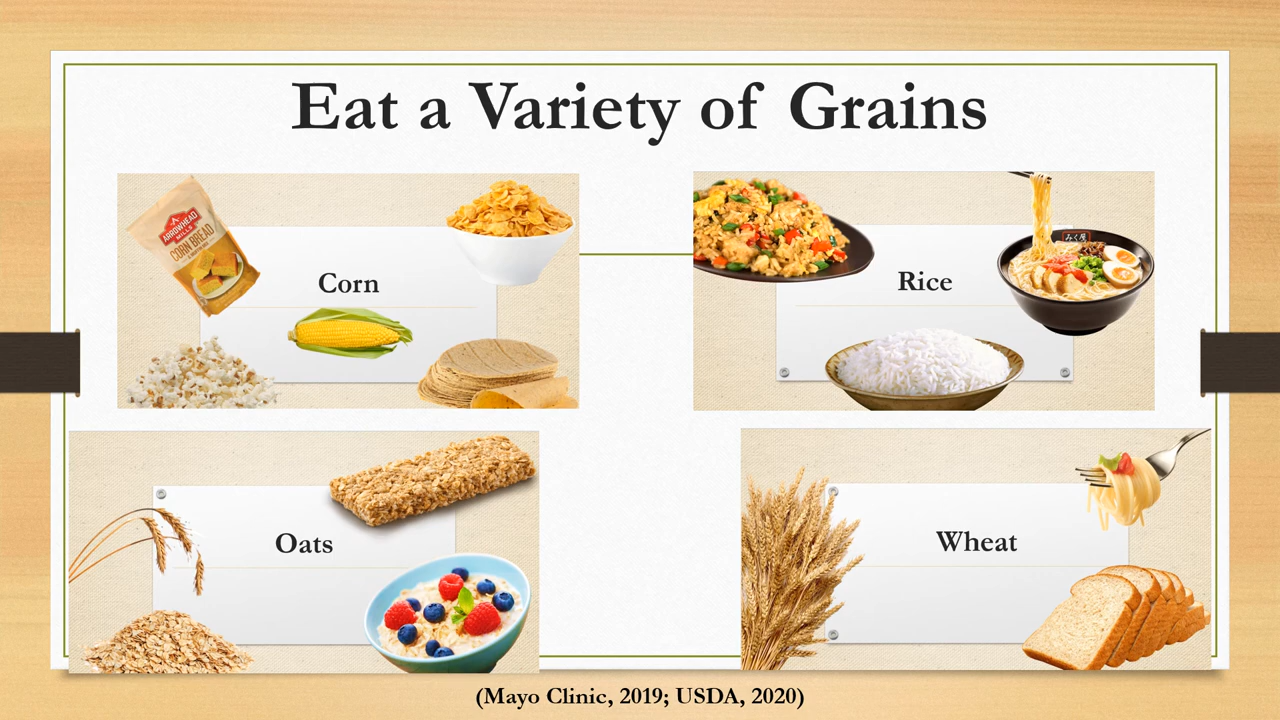 Eat a Variety of Grains
ARROWHEAD
MILLS
CORN BREAD
Corn
Rice
Oats
Wheat
(Mayo Clinic, 2019; USDA, 2020)